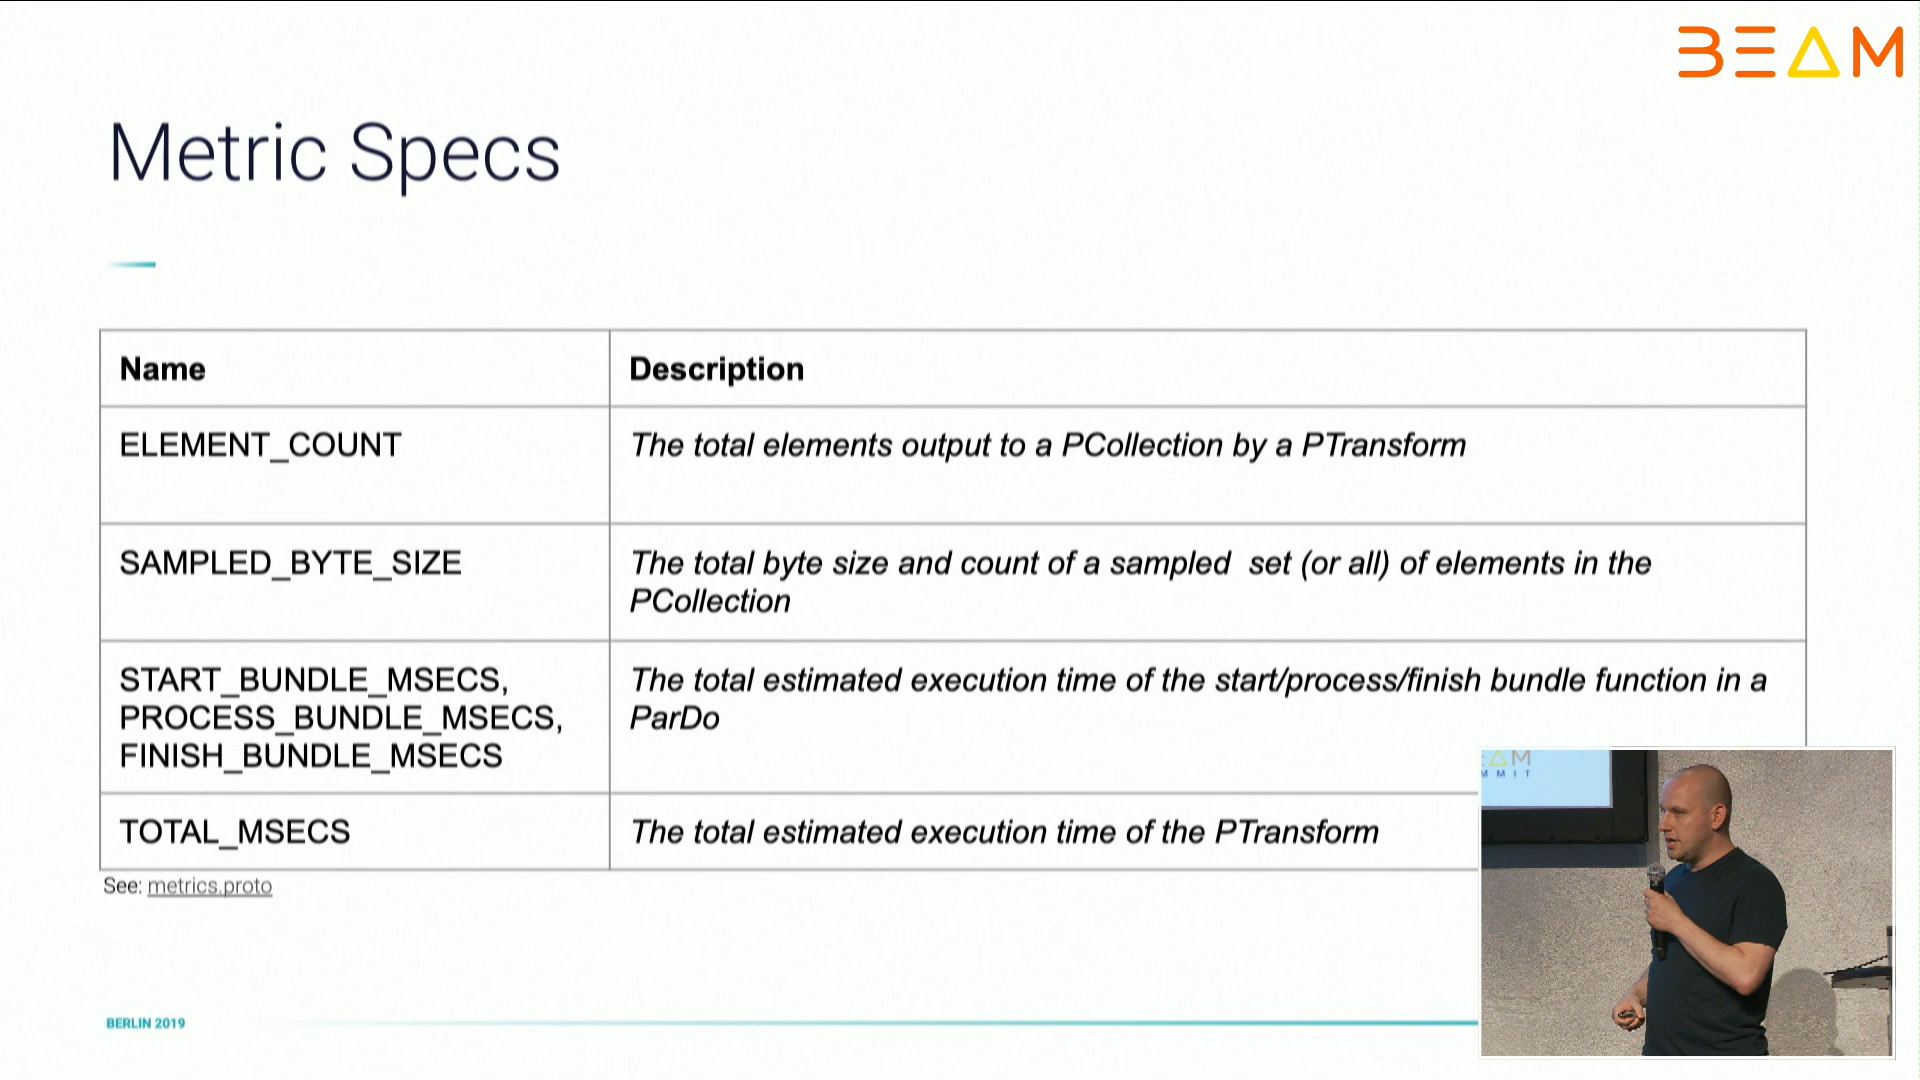 BEAM
Metric Specs
Name
Description
ELEMENT_COUNT
The total elements output to a PCollection by a PTransform
SAMPLED_BYTE_SIZE
The total byte size and count of a sampled set (or all) of elements in the
PCollection
START_BUNDLE_MSECS,
PROCESS_BUNDLE_MSECS,
FINISH_BUNDLE_MSECS
The total estimated execution time of the start/process/finish bundle function in a
ParDo
TOTAL_MSECS
The total estimated execution time of the PTransform
See: metrics.proto
BERLIN 2019